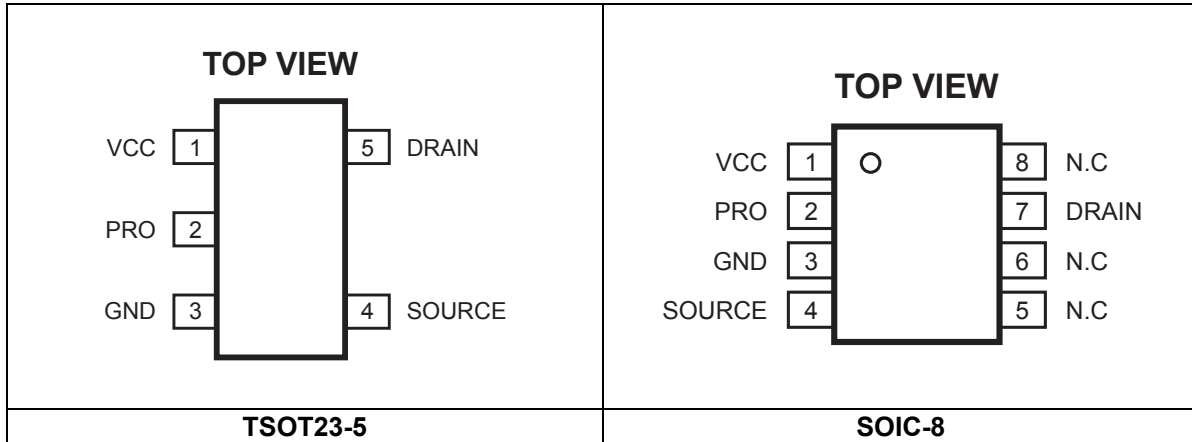 TOP VIEW
VCC 1 5 DRAIN
PRO 2
GND 3 4 SOURCE
TSOT23-5
TOP VIEW
VCC 1 8 N.C
PRO 2 7 DRAIN
GND 3 6 N.C
SOURCE 4 5 N.C
SOIC-8